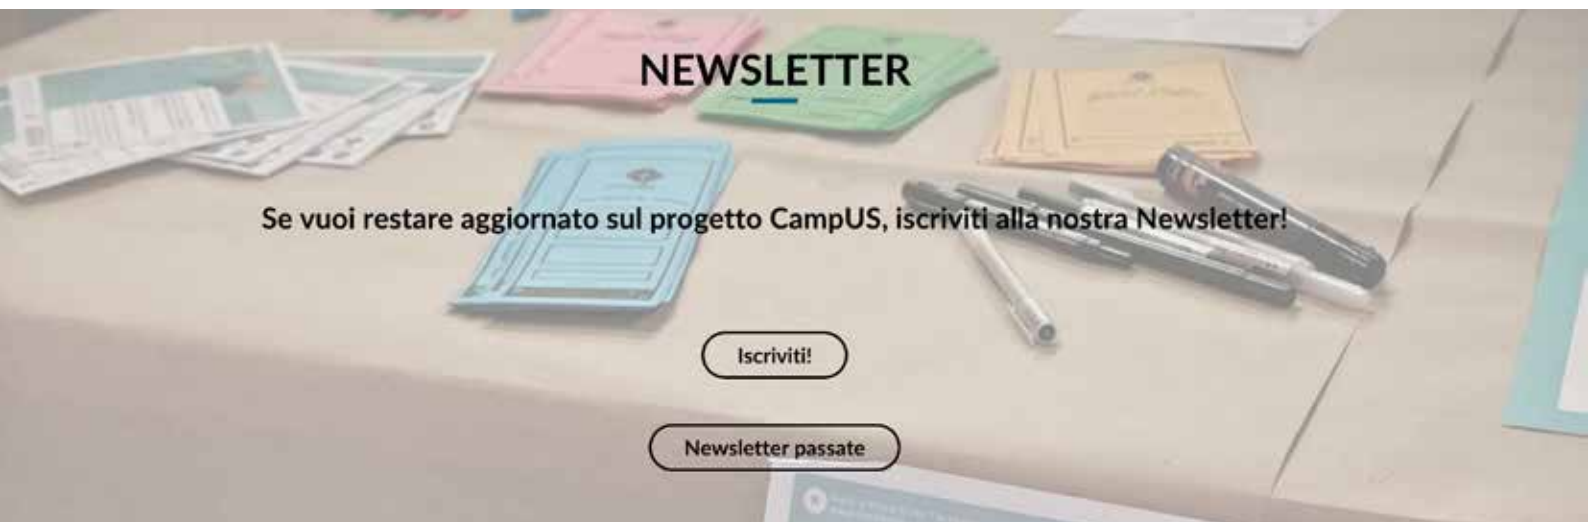 NEWSLETTER
Se vuoi restare aggiornato sul progetto CampUS, iscriviti alla nostra Newsletter!
Iscriviti!
Newsletter passate